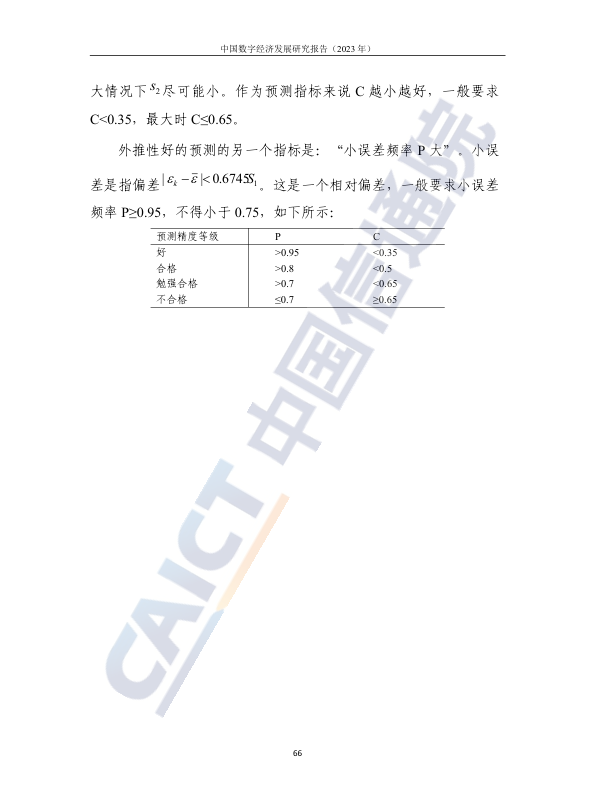 中国数字经济发展研究报告（2023 年）
大情况下 S2 尽可能小。作为预测指标来说 C 越小越好，一般要求
C<0.35，最大时 C≤0.65。
外推性好的预测的另一个指标是：“小误差频率 P 大”。小误
差是指偏差 | εk − ε̄ |< 0.6745S1。这是一个相对偏差，一般要求小误差
频率 P≥0.95，不得小于 0.75，如下所示：
预测精度等级 P C
好 >0.95 <0.35
合格 >0.8 <0.5
勉强合格 >0.7 <0.65
不合格 ≤0.7 ≥0.65
CAICT 中国信通院
66